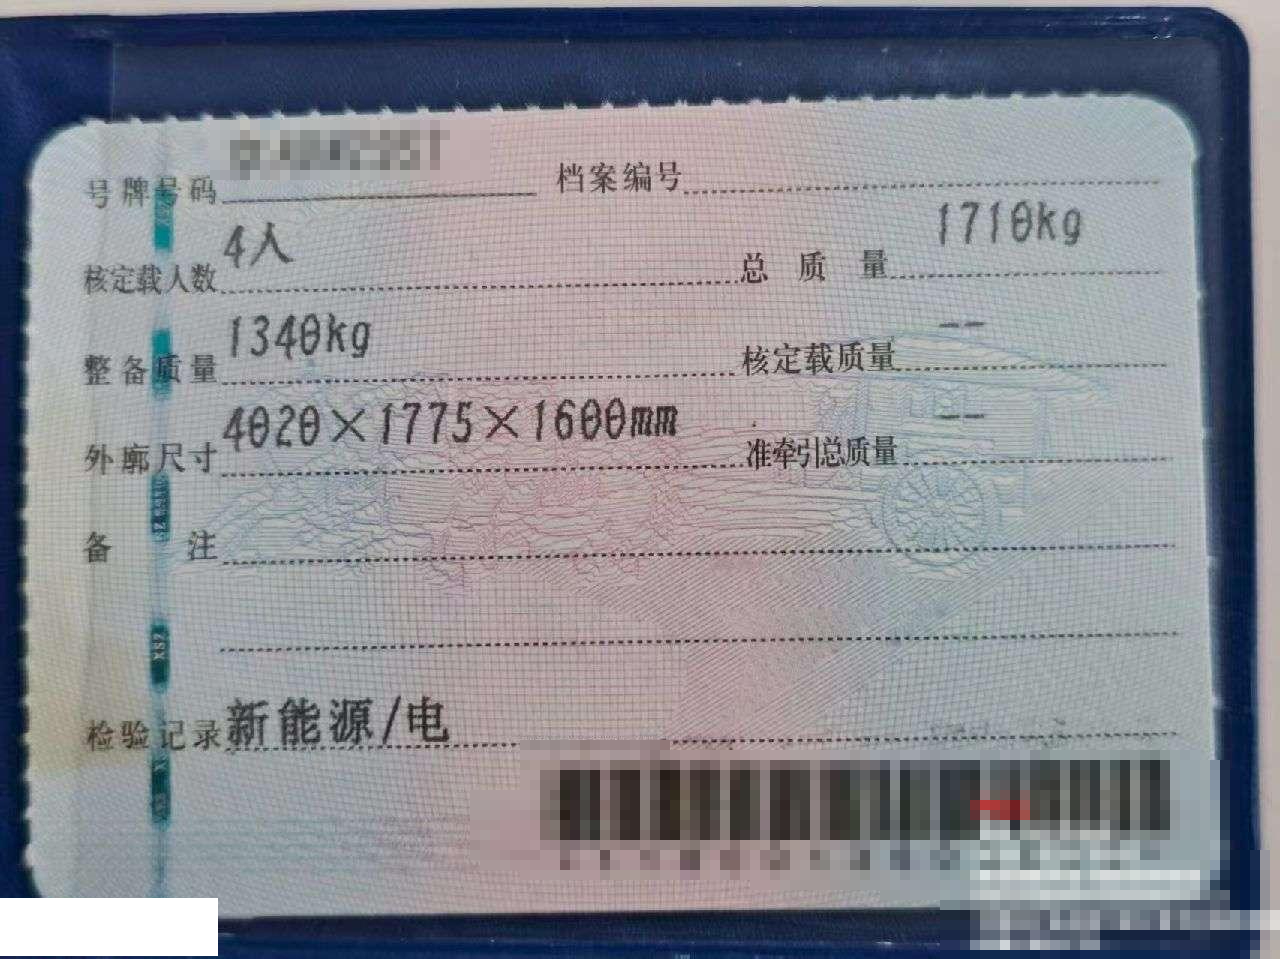 号牌号码 档案编号
核定载人数 4人 总质量 1710kg
整备质量 1340kg 核定载质量 --
外廓尺寸 4020×1775×1600mm 准牵引总质量 --
备注
检验记录 新能源/电
XSZ